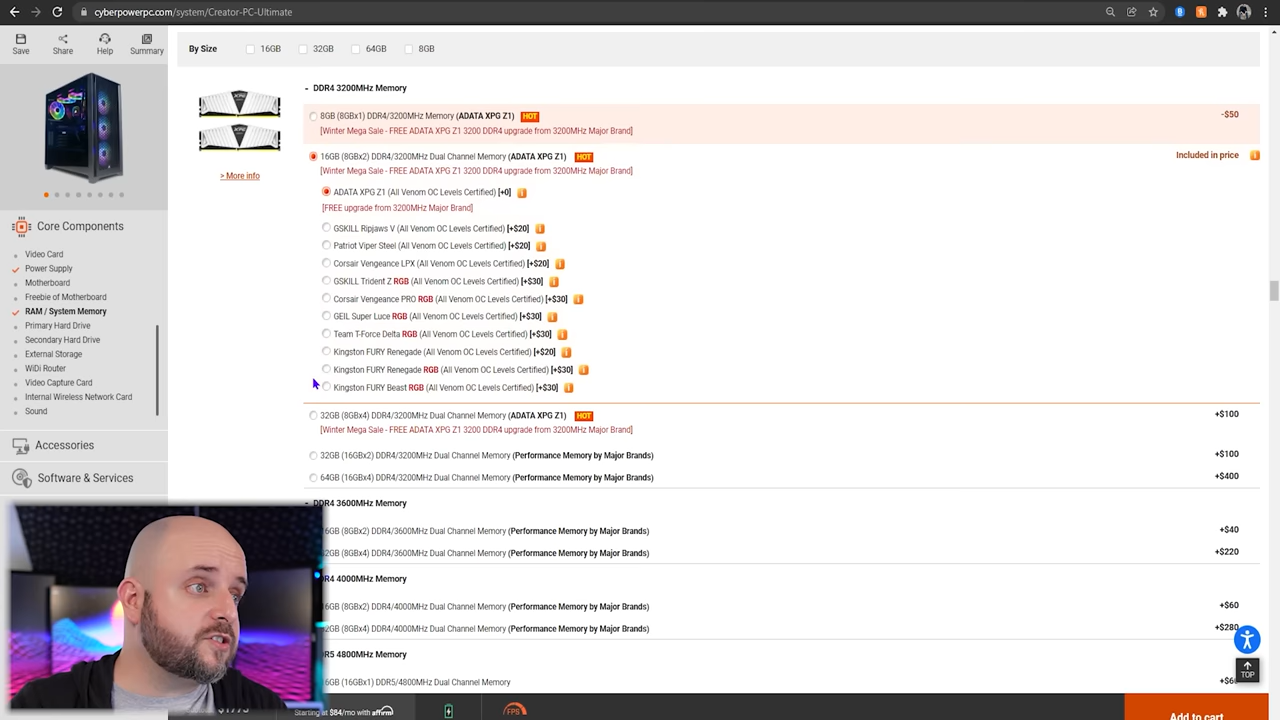 cyberpowerpc.com/system/Creator-PC-Ultimate
Save
Share
Help
Summary
By Size
16GB
32GB
64GB
8GB
- DDR4 3200MHz Memory
8GB (8GBx1) DDR4/3200MHz Memory (ADATA XPG Z1) HOT
-$50
[Winter Mega Sale - FREE ADATA XPG Z1 3200 DDR4 upgrade from 3200MHz Major Brand]
16GB (8GBx2) DDR4/3200MHz Dual Channel Memory (ADATA XPG Z1) HOT
Included in price
[Winter Mega Sale - FREE ADATA XPG Z1 3200 DDR4 upgrade from 3200MHz Major Brand]
> More info
ADATA XPG Z1 (All Venom OC Levels Certified) [+0]
[FREE upgrade from 3200MHz Major Brand]
GSKILL Ripjaws V (All Venom OC Levels Certified) [+$20]
Patriot Viper Steel (All Venom OC Levels Certified) [+$20]
Corsair Vengeance LPX (All Venom OC Levels Certified) [+$20]
GSKILL Trident Z RGB (All Venom OC Levels Certified) [+$30]
Corsair Vengeance PRO RGB (All Venom OC Levels Certified) [+$30]
GEIL Super Luce RGB (All Venom OC Levels Certified) [+$30]
Team T-Force Delta RGB (All Venom OC Levels Certified) [+$30]
Kingston FURY Renegade (All Venom OC Levels Certified) [+$20]
Kingston FURY Renegade RGB (All Venom OC Levels Certified) [+$30]
Kingston FURY Beast RGB (All Venom OC Levels Certified) [+$30]
32GB (8GBx4) DDR4/3200MHz Dual Channel Memory (ADATA XPG Z1) HOT
+$100
[Winter Mega Sale - FREE ADATA XPG Z1 3200 DDR4 upgrade from 3200MHz Major Brand]
32GB (16GBx2) DDR4/3200MHz Dual Channel Memory (Performance Memory by Major Brands)
+$100
64GB (16GBx4) DDR4/3200MHz Dual Channel Memory (Performance Memory by Major Brands)
+$400
- DDR4 3600MHz Memory
16GB (8GBx2) DDR4/3600MHz Dual Channel Memory (Performance Memory by Major Brands)
+$40
32GB (8GBx4) DDR4/3600MHz Dual Channel Memory (Performance Memory by Major Brands)
+$220
DR4 4000MHz Memory
16GB (8GBx2) DDR4/4000MHz Dual Channel Memory (Performance Memory by Major Brands)
+$60
32GB (8GBx4) DDR4/4000MHz Dual Channel Memory (Performance Memory by Major Brands)
+$280
DR5 4800MHz Memory
16GB (16GBx1) DDR5/4800MHz Dual Channel Memory
Core Components
Video Card
Power Supply
Motherboard
Freebie of Motherboard
RAM / System Memory
Primary Hard Drive
Secondary Hard Drive
External Storage
WiDi Router
Video Capture Card
Internal Wireless Network Card
Sound
Accessories
Software & Services
Starting at $84/mo with affirm
FPS
TOP
Add to cart